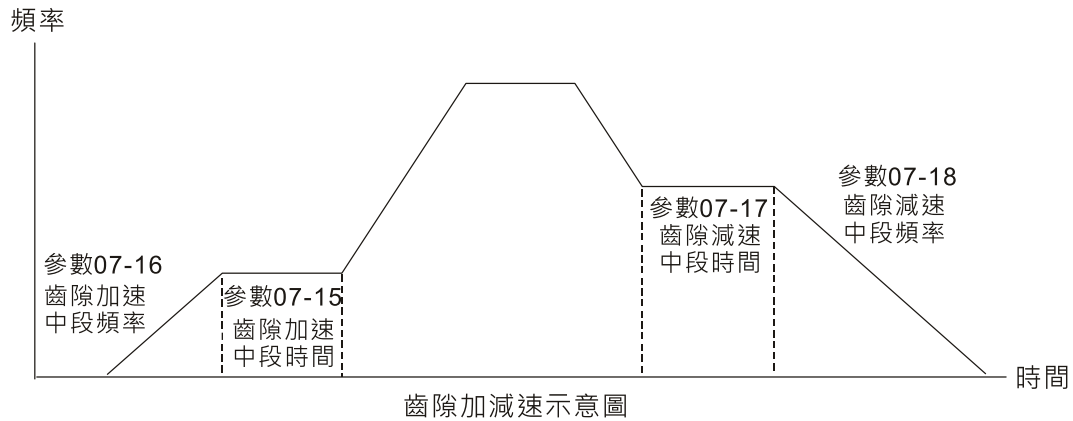 頻率
參數07-16
齒隙加速
中段頻率
參數07-15
齒隙加速
中段時間
參數07-17
齒隙減速
中段時間
參數07-18
齒隙減速
中段頻率
時間
齒隙加減速示意圖